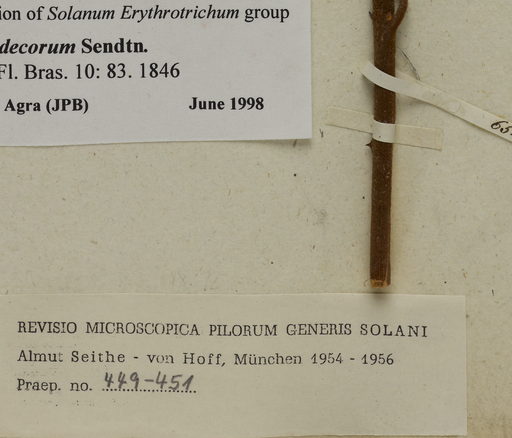 ion of Solanum Erythrotrichum group
decorum Sendtn.
Fl. Bras. 10: 83. 1846
Agra (JPB) June 1998
REVISIO MICROSCOPICA PILORUM GENERIS SOLANI
Almut Seithe - von Hoff, München 1954 - 1956
Praep. no. 449-451